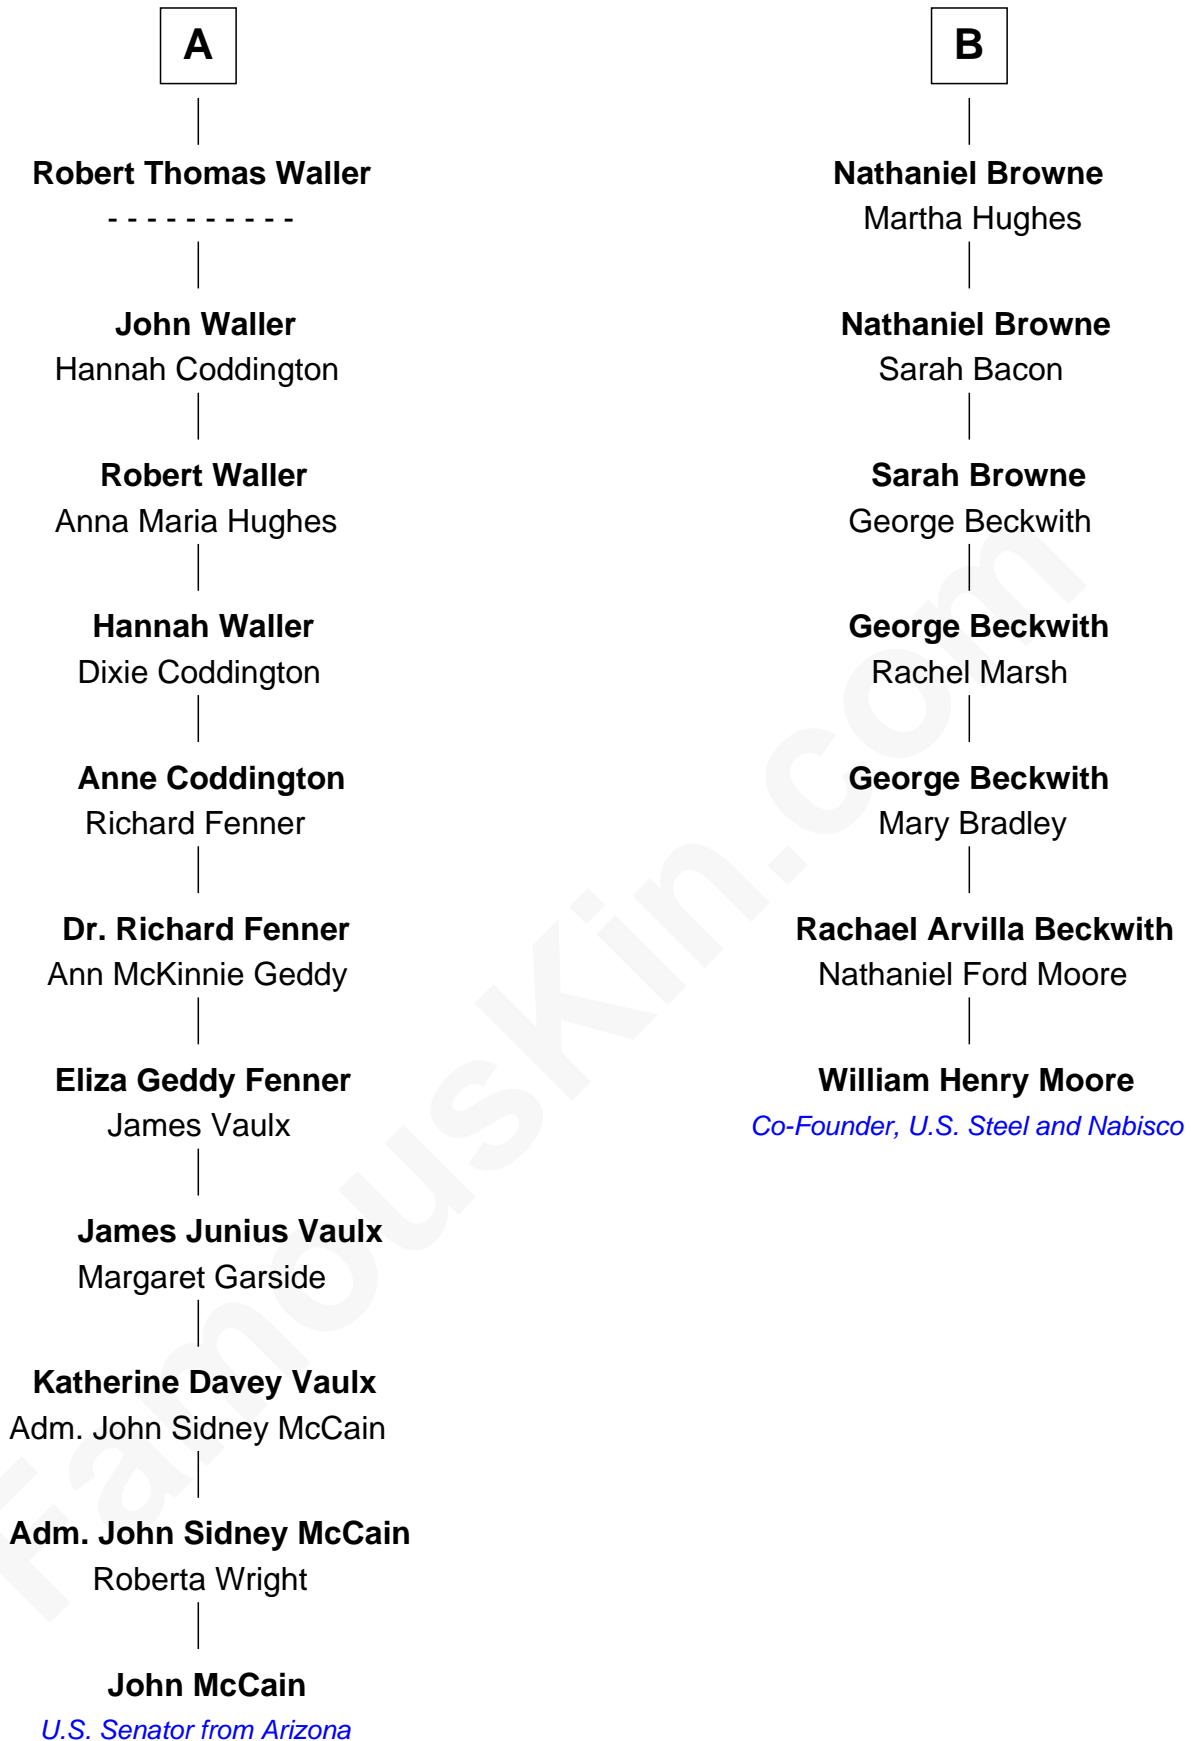 A
Robert Thomas Waller
- - - - - - - - - -
John Waller
Hannah Coddington
Robert Waller
Anna Maria Hughes
Hannah Waller
Dixie Coddington
Anne Coddington
Richard Fenner
Dr. Richard Fenner
Ann McKinnie Geddy
Eliza Geddy Fenner
James Vaulx
James Junius Vaulx
Margaret Garside
Katherine Davey Vaulx
Adm. John Sidney McCain
Adm. John Sidney McCain
Roberta Wright
John McCain
U.S. Senator from Arizona
B
Nathaniel Browne
Martha Hughes
Nathaniel Browne
Sarah Bacon
Sarah Browne
George Beckwith
George Beckwith
Rachel Marsh
George Beckwith
Mary Bradley
Rachael Arvilla Beckwith
Nathaniel Ford Moore
William Henry Moore
Co-Founder, U.S. Steel and Nabisco
FamousKin.com